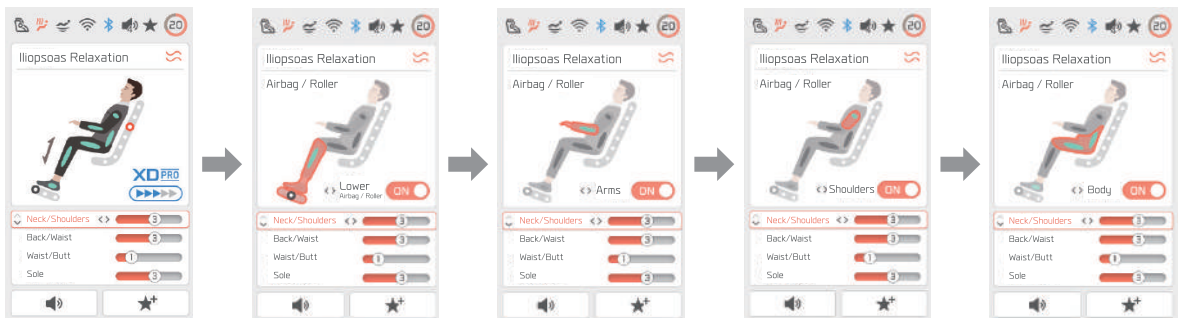 20
Iliopsoas Relaxation
XD PRO
Neck/Shoulders 3
Back/Waist 3
Waist/Butt 1
Sole 3
20
Iliopsoas Relaxation
Airbag / Roller
Lower
Airbag / Roller
ON
Neck/Shoulders 3
Back/Waist 3
Waist/Butt 1
Sole 3
20
Iliopsoas Relaxation
Airbag / Roller
Arms ON
Neck/Shoulders 3
Back/Waist 3
Waist/Butt 1
Sole 3
20
Iliopsoas Relaxation
Airbag / Roller
Shoulders ON
Neck/Shoulders 3
Back/Waist 3
Waist/Butt 1
Sole 3
20
Iliopsoas Relaxation
Airbag / Roller
Body ON
Neck/Shoulders 3
Back/Waist 3
Waist/Butt 1
Sole 3